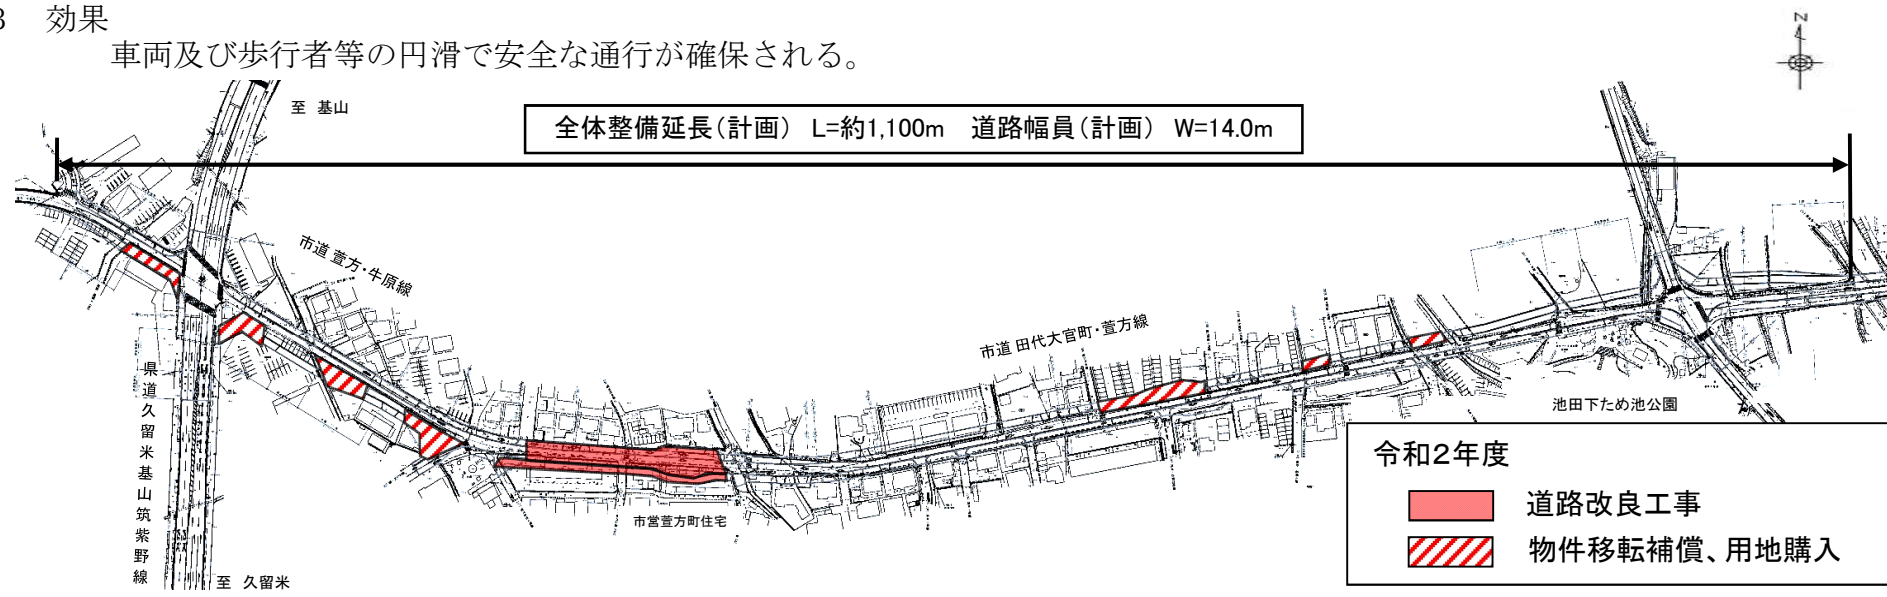 3 効果
車両及び歩行者等の円滑で安全な通行が確保される。
N
至 基山
全体整備延長(計画) L=約1,100m 道路幅員(計画) W=14.0m
市道 萱方・牛原線
市道 田代大官町・萱方線
県道久留米基山筑紫野線
池田下ため池公園
市営萱方町住宅
至 久留米
令和2年度
道路改良工事
物件移転補償、用地購入